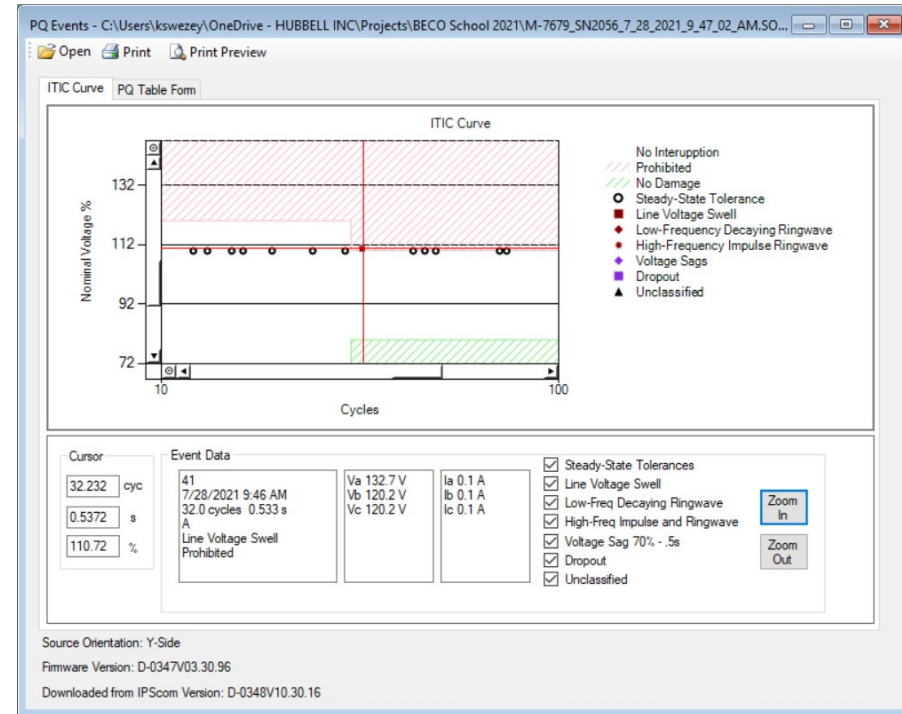 PQ Events - C:\Users\kswezey\OneDrive - HUBBELL INC\Projects\BECO School 2021\M-7679_SN2056_7_28_2021_9_47_02_AM.SO...
Open Print Print Preview
ITIC Curve PQ Table Form
ITIC Curve
Nominal Voltage %
132
112
92
72
10
100
Cycles
No Interupption
Prohibited
No Damage
Steady-State Tolerance
Line Voltage Swell
Low-Frequency Decaying Ringwave
High-Frequency Impulse Ringwave
Voltage Sags
Dropout
Unclassified
Cursor
32.232 cyc
0.5372 s
110.72 %
Event Data
41
7/28/2021 9:46 AM
32.0 cycles 0.533 s
A
Line Voltage Swell
Prohibited
Va 132.7 V
Vb 120.2 V
Vc 120.2 V
Ia 0.1 A
Ib 0.1 A
Ic 0.1 A
Steady-State Tolerances
Line Voltage Swell
Low-Freq Decaying Ringwave
High-Freq Impulse and Ringwave
Voltage Sag 70% - .5s
Dropout
Unclassified
Zoom
In
Zoom
Out
Source Orientation: Y-Side
Firmware Version: D-0347V03.30.96
Downloaded from IPScom Version: D-0348V10.30.16